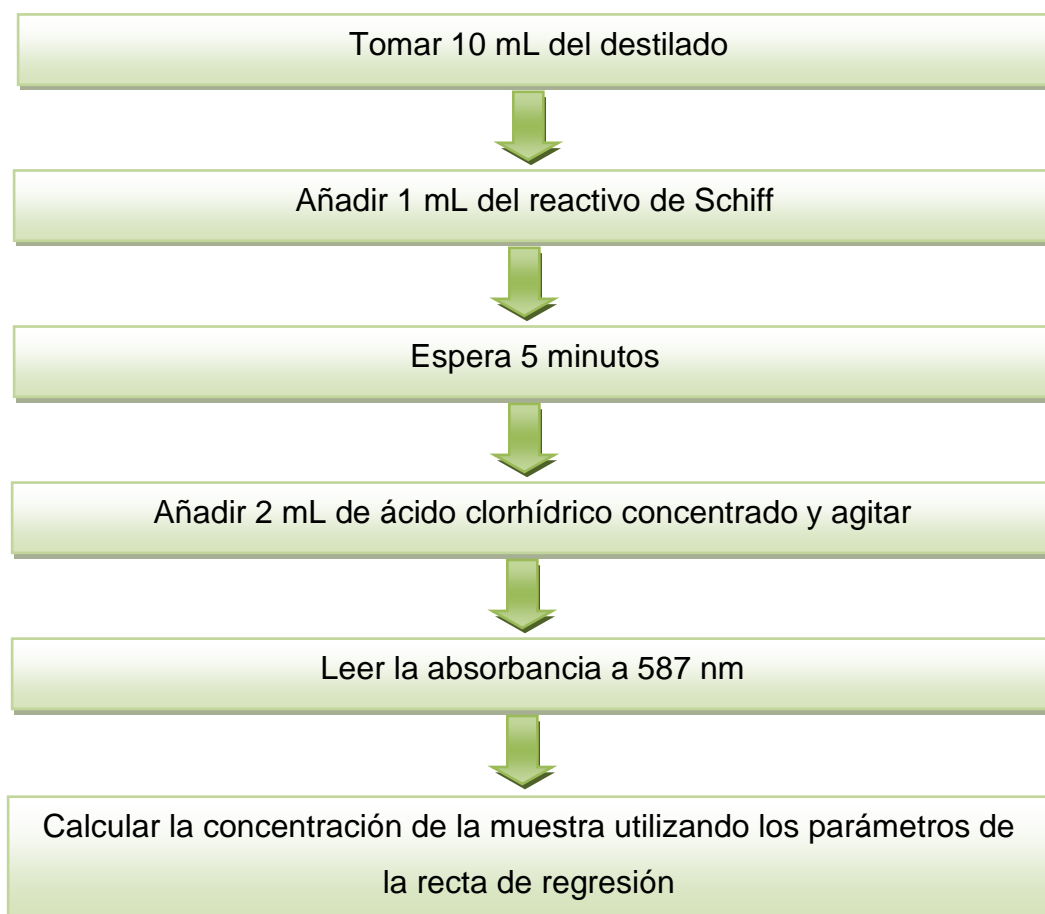 Tomar 10 mL del destilado
Añadir 1 mL del reactivo de Schiff
Espera 5 minutos
Añadir 2 mL de ácido clorhídrico concentrado y agitar
Leer la absorbancia a 587 nm
Calcular la concentración de la muestra utilizando los parámetros de
la recta de regresión